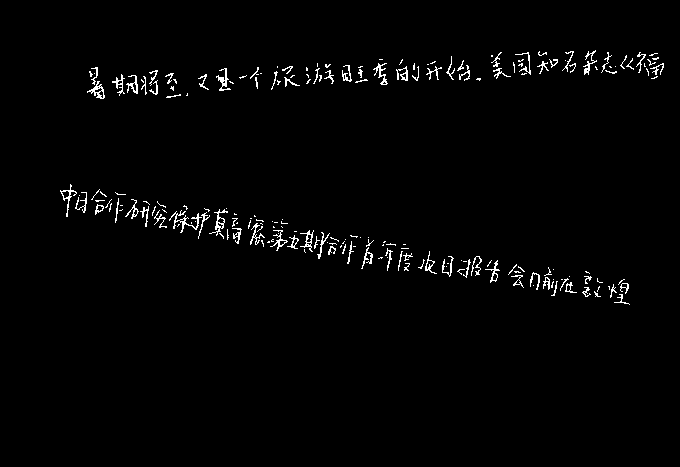 暑期将至,又是一个旅游旺季的开始。美国知名杂志《福
中日合作研究保护莫高窟第五期合作首年度项目报告会日前在敦煌